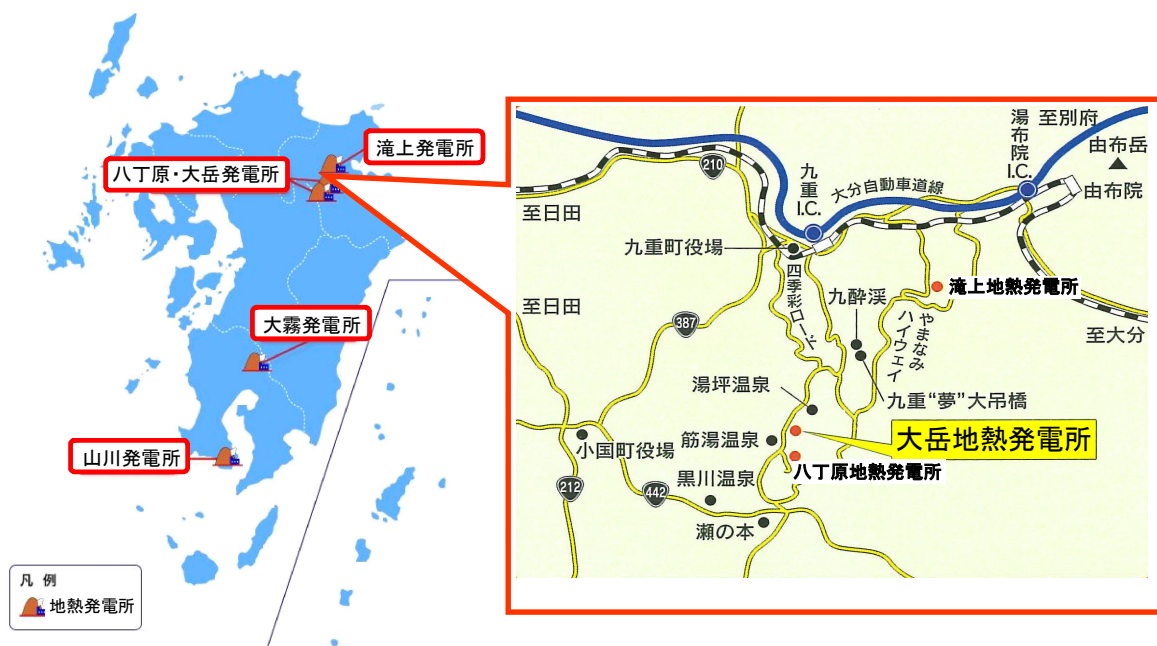 滝上発電所
八丁原・大岳発電所
大霧発電所
山川発電所
凡 例
地熱発電所
至別府
湯布院I.C.
由布岳
由布院
210
九重I.C.
大分自動車道線
至日田
九重町役場
四季彩ロード
九酔渓
滝上地熱発電所
至日田
387
やまなみ
ハイウェイ
至大分
湯坪温泉
九重“夢”大吊橋
大岳地熱発電所
筋湯温泉
小国町役場
八丁原地熱発電所
黒川温泉
212
442
瀬の本